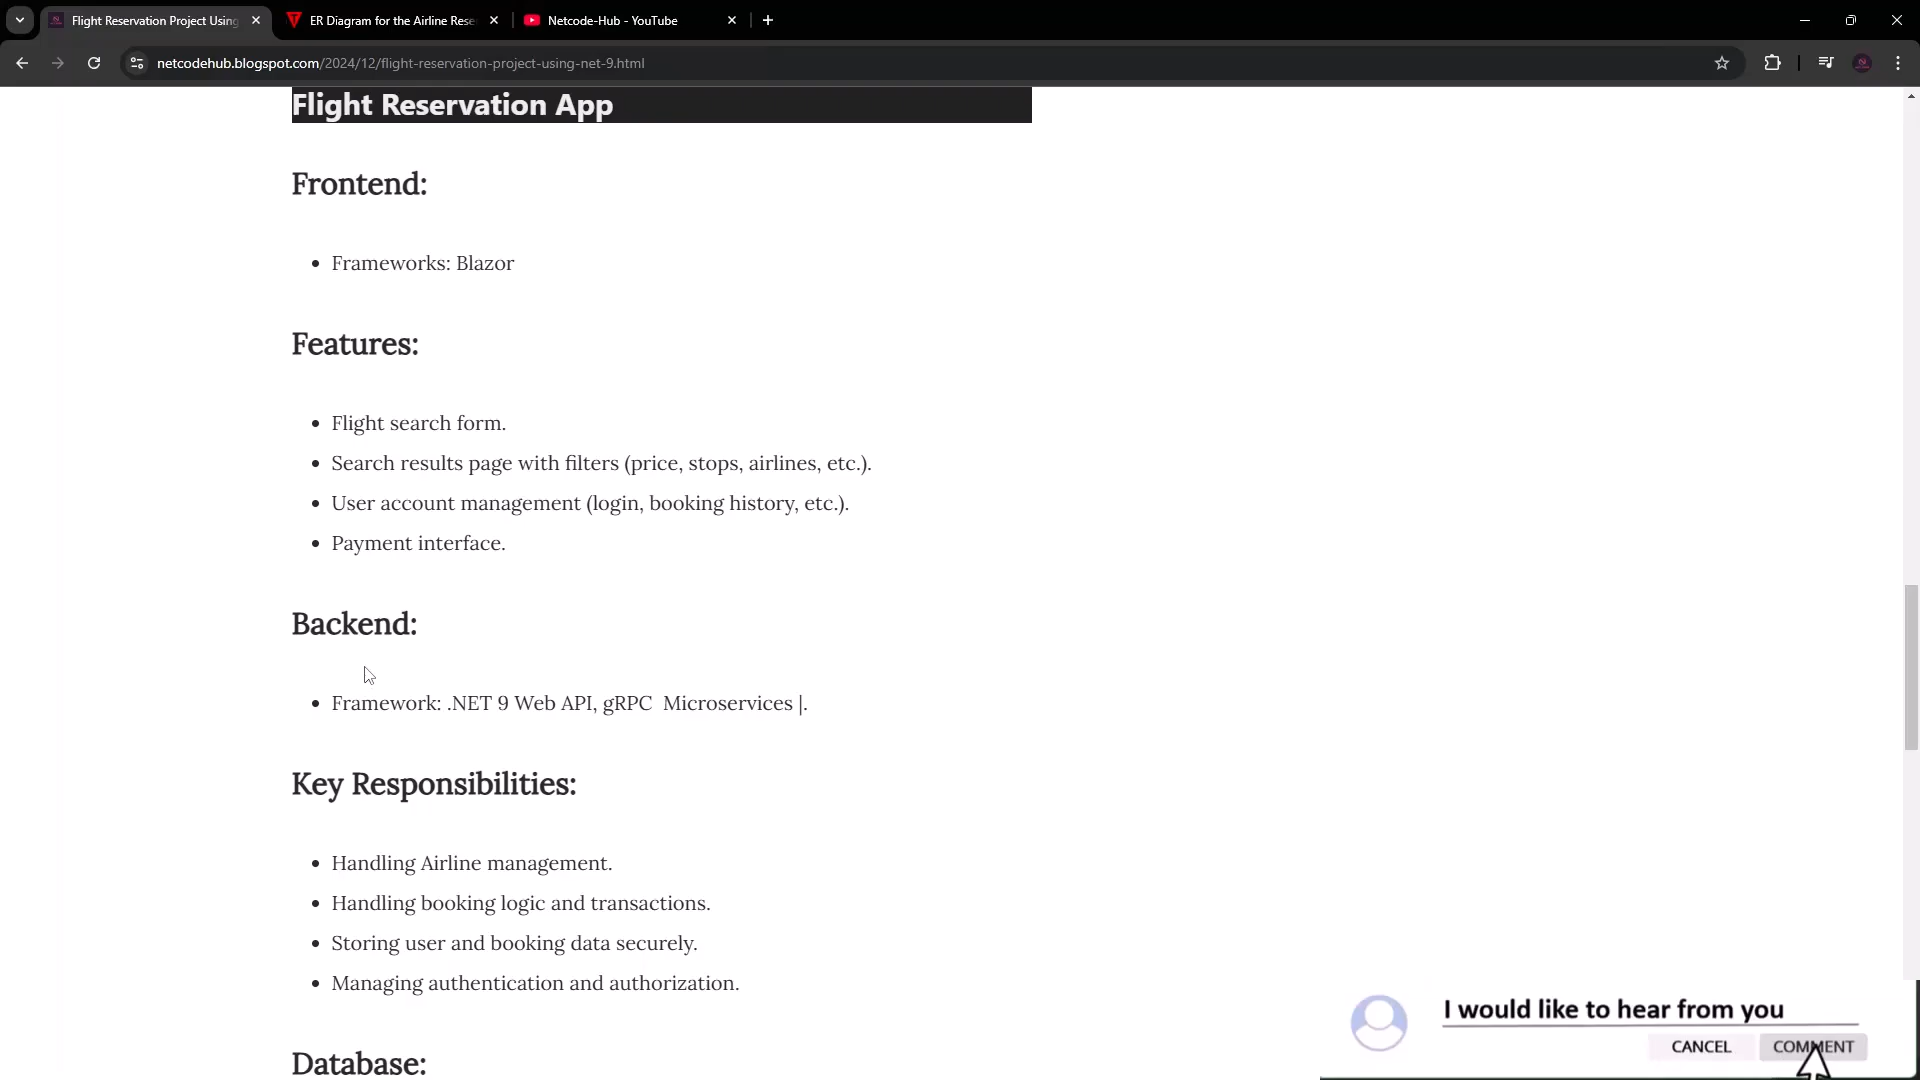 Flight Reservation Project Using
ER Diagram for the Airline Rese
Netcode-Hub - YouTube
netcodehub.blogspot.com/2024/12/flight-reservation-project-using-net-9.html
Flight Reservation App
Frontend:
Frameworks: Blazor
Features:
Flight search form.
Search results page with filters (price, stops, airlines, etc.).
User account management (login, booking history, etc.).
Payment interface.
Backend:
Framework: .NET 9 Web API, gRPC  Microservices |.
Key Responsibilities:
Handling Airline management.
Handling booking logic and transactions.
Storing user and booking data securely.
Managing authentication and authorization.
Database:
I would like to hear from you
CANCEL COMMENT